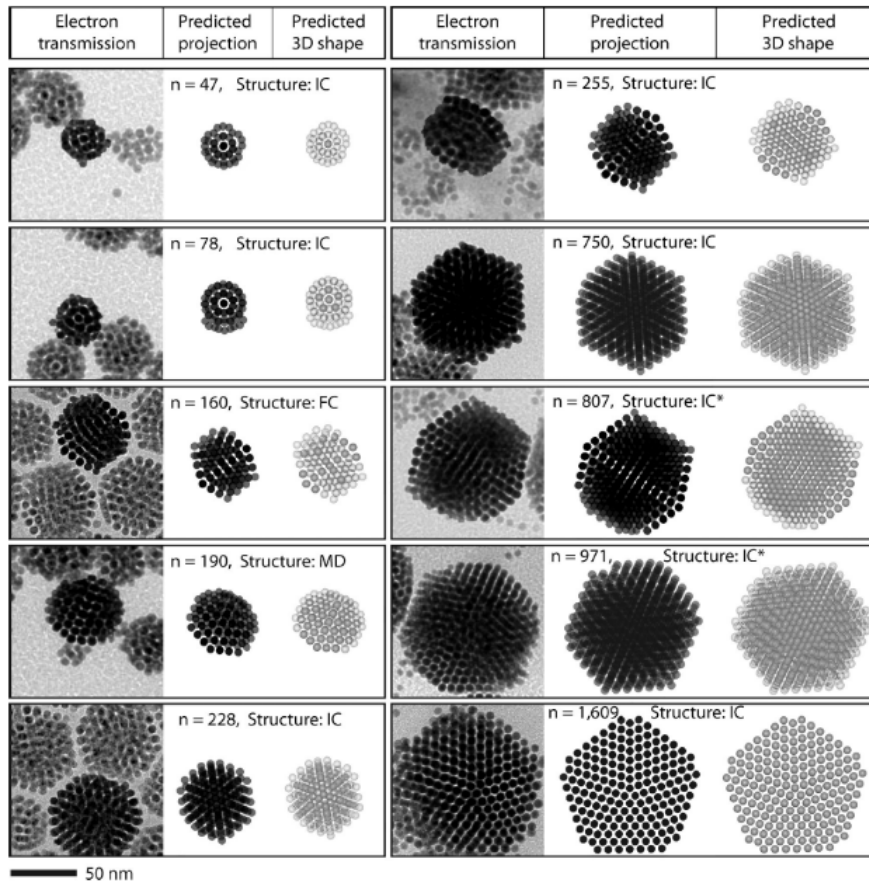 Electron transmission
Predicted projection
Predicted 3D shape
Electron transmission
Predicted projection
Predicted 3D shape
n = 47, Structure: IC
n = 78, Structure: IC
n = 160, Structure: FC
n = 190, Structure: MD
n = 228, Structure: IC
n = 255, Structure: IC
n = 750, Structure: IC
n = 807, Structure: IC*
n = 971, Structure: IC*
n = 1,609, Structure: IC
50 nm